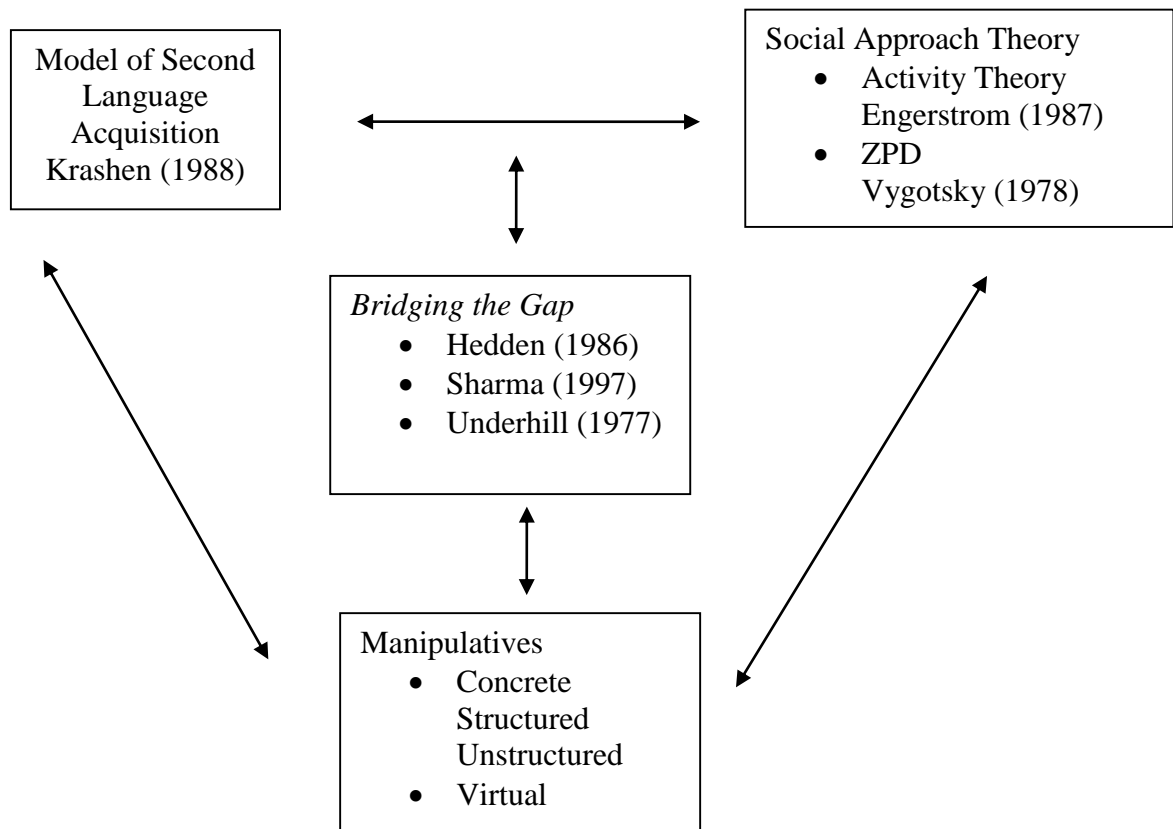 Model of Second
Language
Acquisition
Krashen (1988)
Social Approach Theory
• Activity Theory
Engerstrom (1987)
• ZPD
Vygotsky (1978)
Bridging the Gap
• Hedden (1986)
• Sharma (1997)
• Underhill (1977)
Manipulatives
• Concrete
Structured
Unstructured
• Virtual